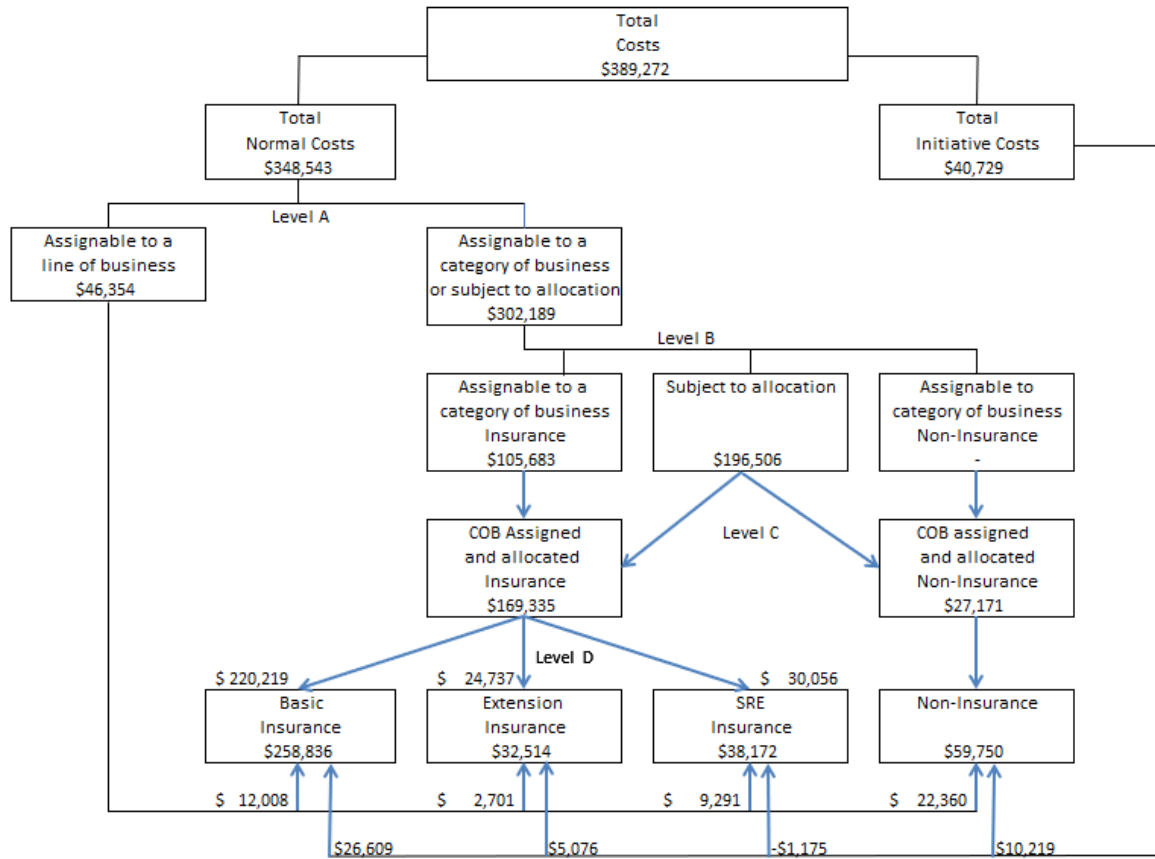 Total
Costs
$389,272
Total
Normal Costs
$348,543
Total
Initiative Costs
$40,729
Level A
Assignable to a
line of business
$46,354
Assignable to a
category of business
or subject to allocation
$302,189
Level B
Assignable to a
category of business
Insurance
$105,683
Subject to allocation
$196,506
Assignable to
category of business
Non-Insurance
-
COB Assigned
and allocated
Insurance
$169,335
Level C
COB assigned
and allocated
Non-Insurance
$27,171
Level D
$ 220,219
$ 24,737
$ 30,056
Basic
Insurance
$258,836
Extension
Insurance
$32,514
SRE
Insurance
$38,172
Non-Insurance
$59,750
$ 12,008
$ 2,701
$ 9,291
$ 22,360
$26,609
$5,076
-$1,175
$10,219